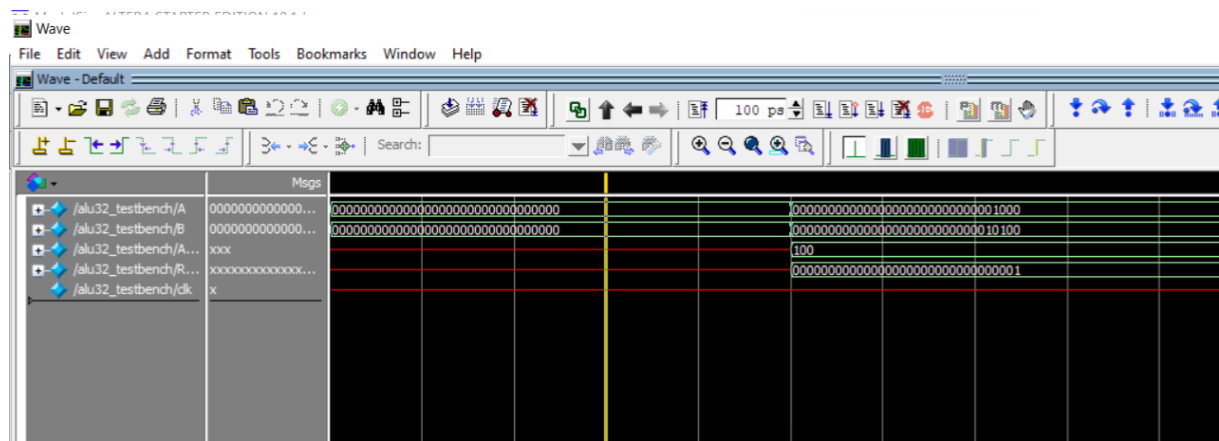 Wave
File Edit View Add Format Tools Bookmarks Window Help
Wave - Default
100 ps
Search:
Msgs
/alu32_testbench/A 0000000000000... 00000000000000000000000000000000 00000000000000000000000000001000
/alu32_testbench/B 0000000000000... 00000000000000000000000000000000 00000000000000000000000000010100
/alu32_testbench/A... xxx 100
/alu32_testbench/R... xxxxxxxxxxxxx... 00000000000000000000000000000001
/alu32_testbench/clk x